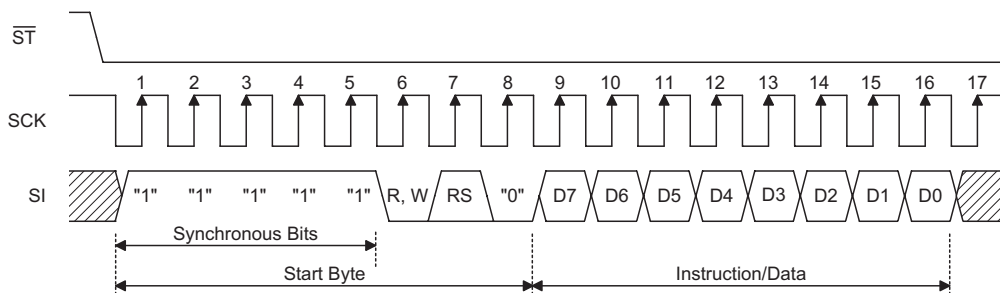 ST
1 2 3 4 5 6 7 8 9 10 11 12 13 14 15 16 17
SCK
SI "1" "1" "1" "1" "1" R, W RS "0" D7 D6 D5 D4 D3 D2 D1 D0
Synchronous Bits
Start Byte Instruction/Data